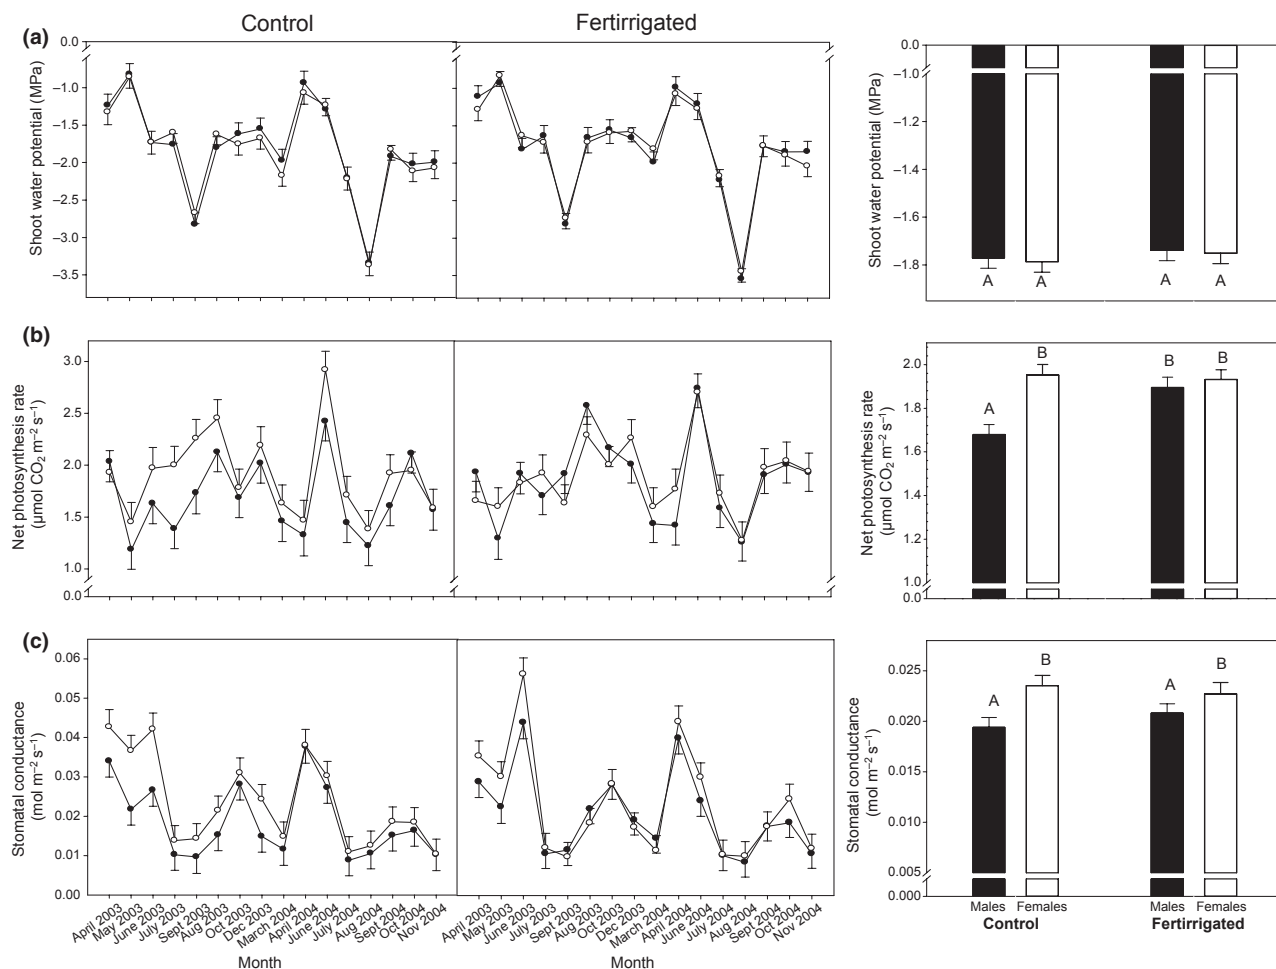 Control
Fertirrigated
(a)
Shoot water potential (MPa)
0.0
–1.0
–1.5
–2.0
–2.5
–3.0
–3.5
Shoot water potential (MPa)
0.0
–1.0
–1.2
–1.4
–1.6
–1.8
A
A
A
A
(b)
Net photosynthesis rate
(µmol CO₂ m⁻² s⁻¹)
3.0
2.5
2.0
1.5
1.0
0.0
Net photosynthesis rate
(µmol CO₂ m⁻² s⁻¹)
2.0
1.8
1.6
1.4
1.2
1.0
0.0
A
B
B
B
(c)
Stomatal conductance
(mol m⁻² s⁻¹)
0.06
0.05
0.04
0.03
0.02
0.01
0.00
Stomatal conductance
(mol m⁻² s⁻¹)
0.025
0.020
0.015
0.010
0.005
0.000
A
B
A
B
April 2003
May 2003
June 2003
July 2003
Sept 2003
Aug 2003
Oct 2003
Dec 2003
March 2004
April 2004
June 2004
July 2004
Aug 2004
Sept 2004
Oct 2004
Nov 2004
Month
April 2003
May 2003
June 2003
July 2003
Sept 2003
Aug 2003
Oct 2003
Dec 2003
March 2004
April 2004
June 2004
July 2004
Aug 2004
Sept 2004
Oct 2004
Nov 2004
Month
Males Females
Males Females
Control
Fertirrigated